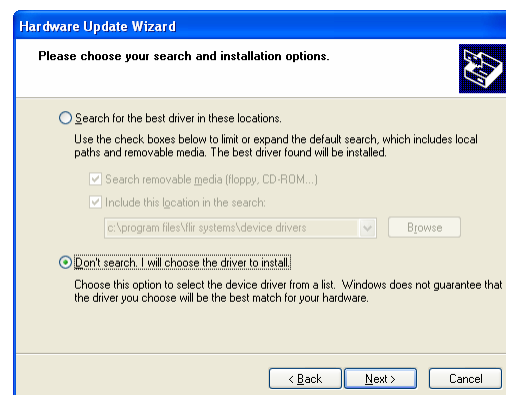 Hardware Update Wizard
Please choose your search and installation options.
Search for the best driver in these locations.
Use the check boxes below to limit or expand the default search, which includes local
paths and removable media. The best driver found will be installed.
Search removable media (floppy, CD-ROM...)
Include this location in the search:
c:\program files\flir systems\device drivers
Browse
Don't search. I will choose the driver to install.
Choose this option to select the device driver from a list. Windows does not guarantee that
the driver you choose will be the best match for your hardware.
< Back Next > Cancel